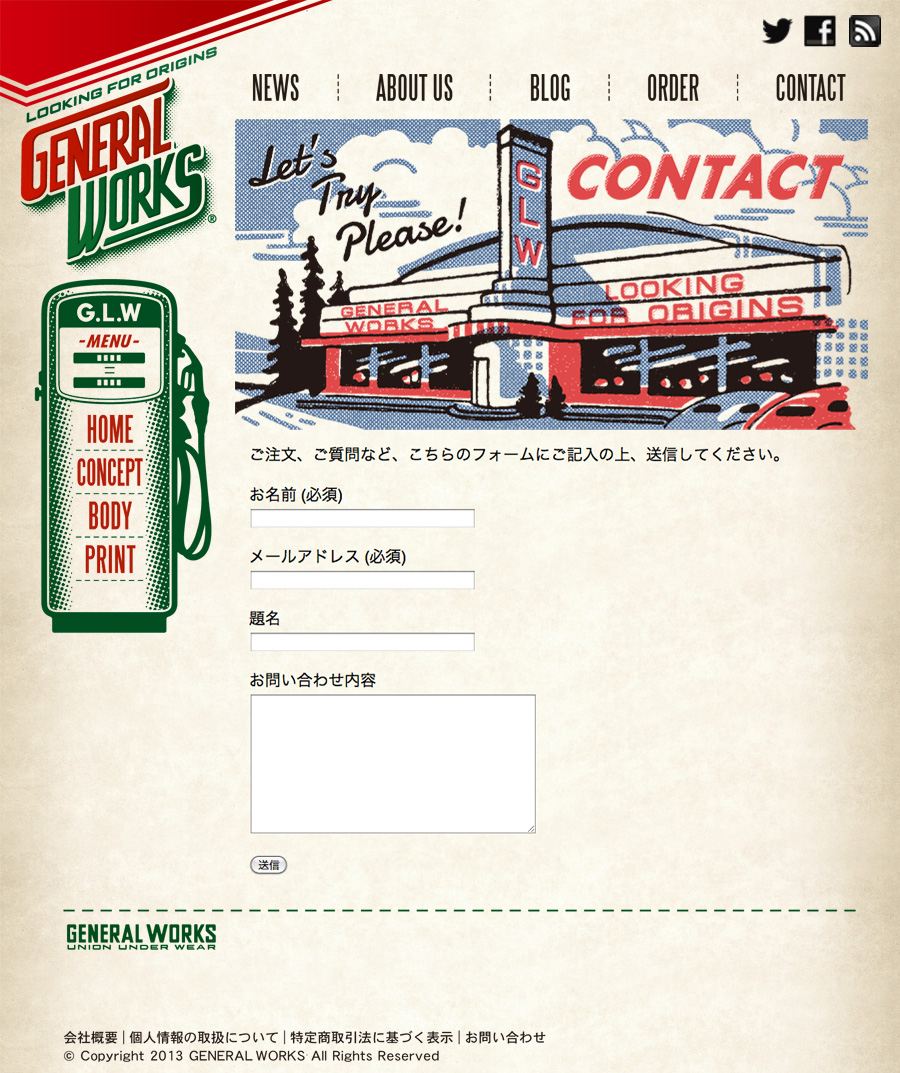 LOOKING FOR ORIGINS
GENERAL
WORKS®
NEWS
ABOUT US
BLOG
ORDER
CONTACT
Let's
Try
Please!
GLW
CONTACT
GENERAL
WORKS
LOOKING
FOR ORIGINS
G.L.W
-MENU-
HOME
CONCEPT
BODY
PRINT
ご注文、ご質問など、こちらのフォームにご記入の上、送信してください。
お名前 (必須)
メールアドレス (必須)
題名
お問い合わせ内容
送信
GENERAL WORKS
UNION UNDER WEAR
会社概要 | 個人情報の取扱について | 特定商取引法に基づく表示 | お問い合わせ
© Copyright 2013 GENERAL WORKS All Rights Reserved